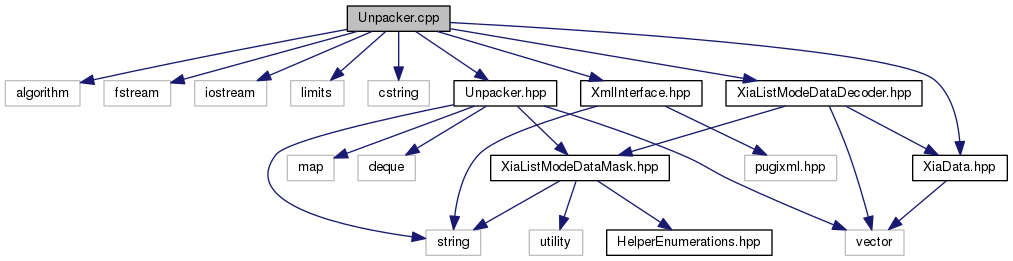 Unpacker.cpp
algorithm
fstream
iostream
limits
cstring
Unpacker.hpp
XmlInterface.hpp
XiaListModeDataDecoder.hpp
map
deque
XiaListModeDataMask.hpp
pugixml.hpp
XiaData.hpp
string
utility
HelperEnumerations.hpp
vector